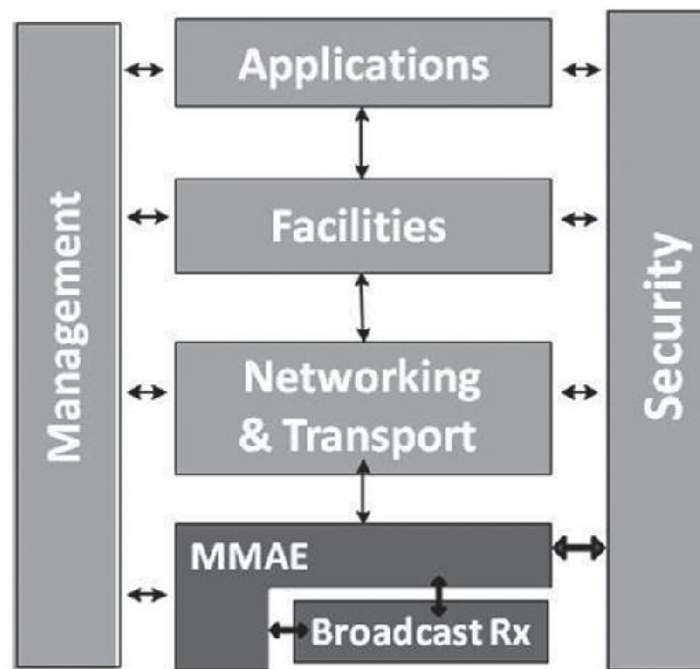 Applications
Management
Facilities
Security
Networking
& Transport
MMAE
Broadcast Rx